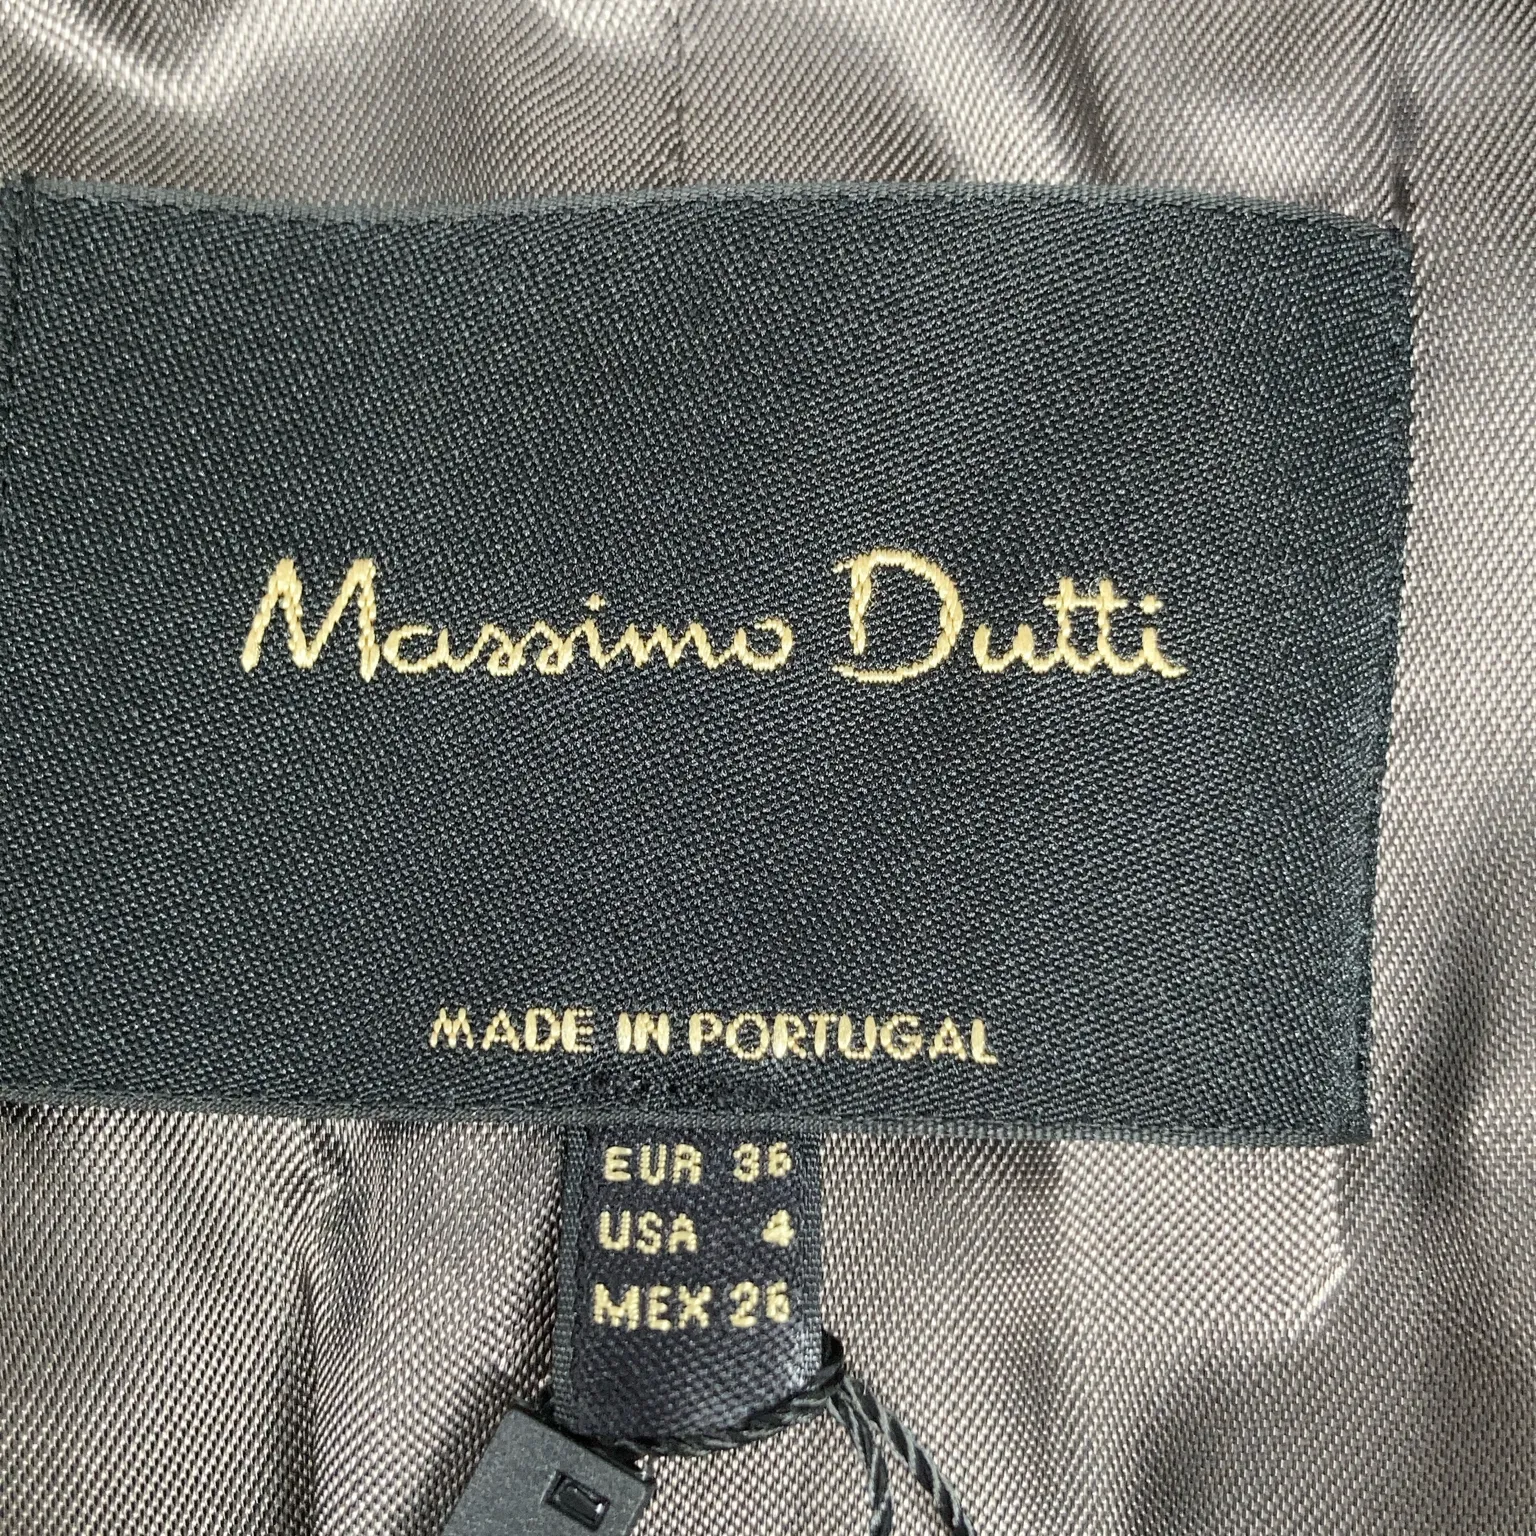 Massimo Dutti
MADE IN PORTUGAL
EUR 36
USA 4
MEX 26